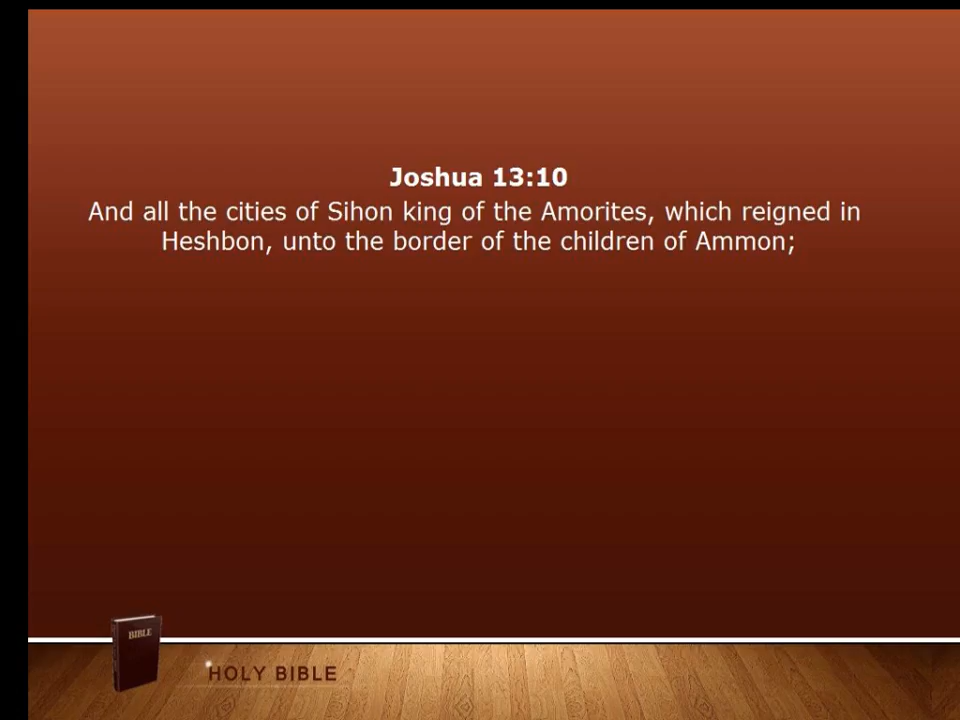 Joshua 13:10
And all the cities of Sihon king of the Amorites, which reigned in
Heshbon, unto the border of the children of Ammon;
BIBLE
HOLY BIBLE